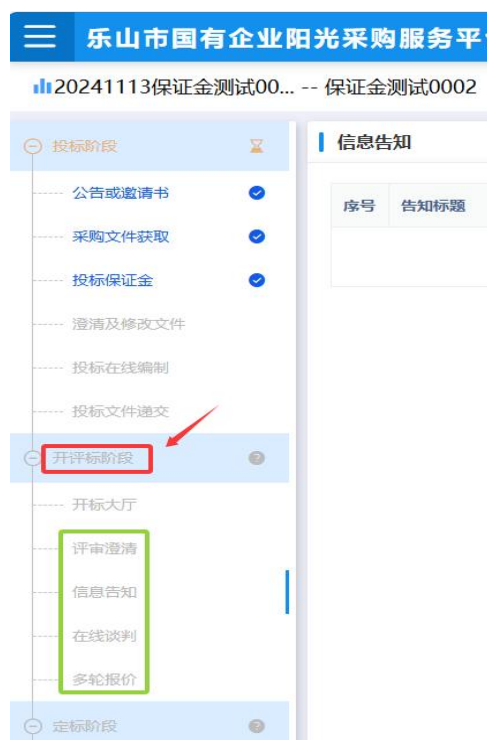 乐山市国有企业阳光采购服务平
20241113保证金测试00... -- 保证金测试0002
投标阶段
信息告知
公告或邀请书
序号 告知标题
采购文件获取
投标保证金
澄清及修改文件
投标在线编制
投标文件递交
开评标阶段
开标大厅
评审澄清
信息告知
在线谈判
多轮报价
定标阶段